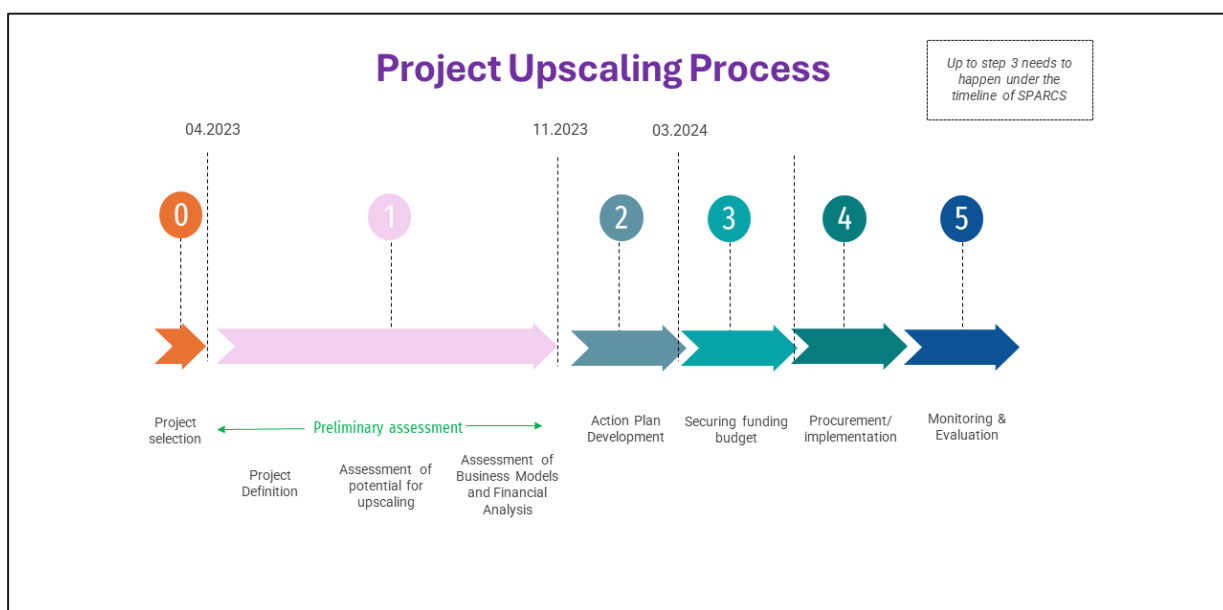 Project Upscaling Process
Up to step 3 needs to
happen under the
timeline of SPARCS
04.2023
11.2023
03.2024
0
1
2
3
4
5
Project
selection
Preliminary assessment
Project
Definition
Assessment of
potential for
upscaling
Assessment of
Business Models
and Financial
Analysis
Action Plan
Development
Securing funding
budget
Procurement/
implementation
Monitoring &
Evaluation